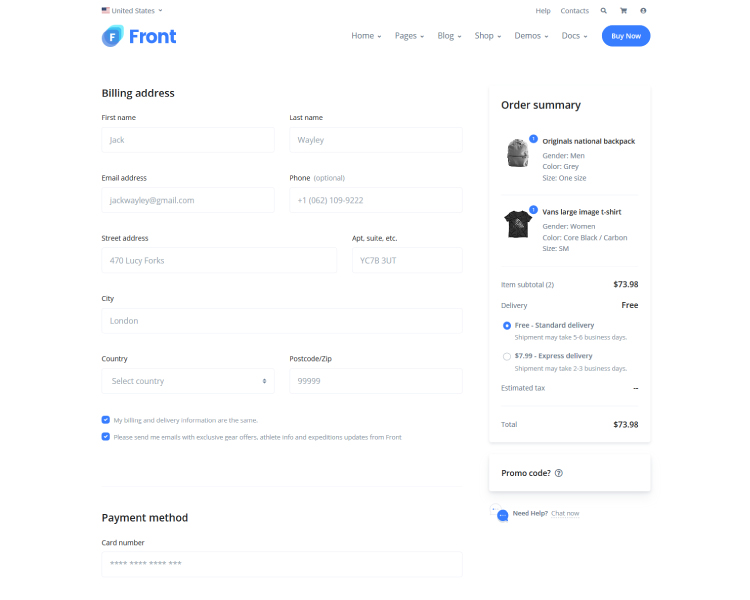 United States
Help Contacts
F Front
Home Pages Blog Shop Demos Docs Buy Now
Billing address
First name Last name
Jack Wayley
Email address Phone (optional)
jackwayley@gmail.com +1 (062) 109-9222
Street address Apt, suite, etc.
470 Lucy Forks YC7B 3UT
City
London
Country Postcode/Zip
Select country 99999
My billing and delivery information are the same.
Please send me emails with exclusive gear offers, athlete info and expeditions updates from Front
Payment method
Card number
**** **** **** ***
Order summary
1
Originals national backpack
Gender: Men
Color: Grey
Size: One size
1
Vans large image t-shirt
Gender: Women
Color: Core Black / Carbon
Size: SM
Item subtotal (2) $73.98
Delivery Free
Free - Standard delivery
Shipment may take 5-6 business days.
$7.99 - Express delivery
Shipment may take 2-3 business days.
Estimated tax --
Total $73.98
Promo code? ?
Need Help? Chat now